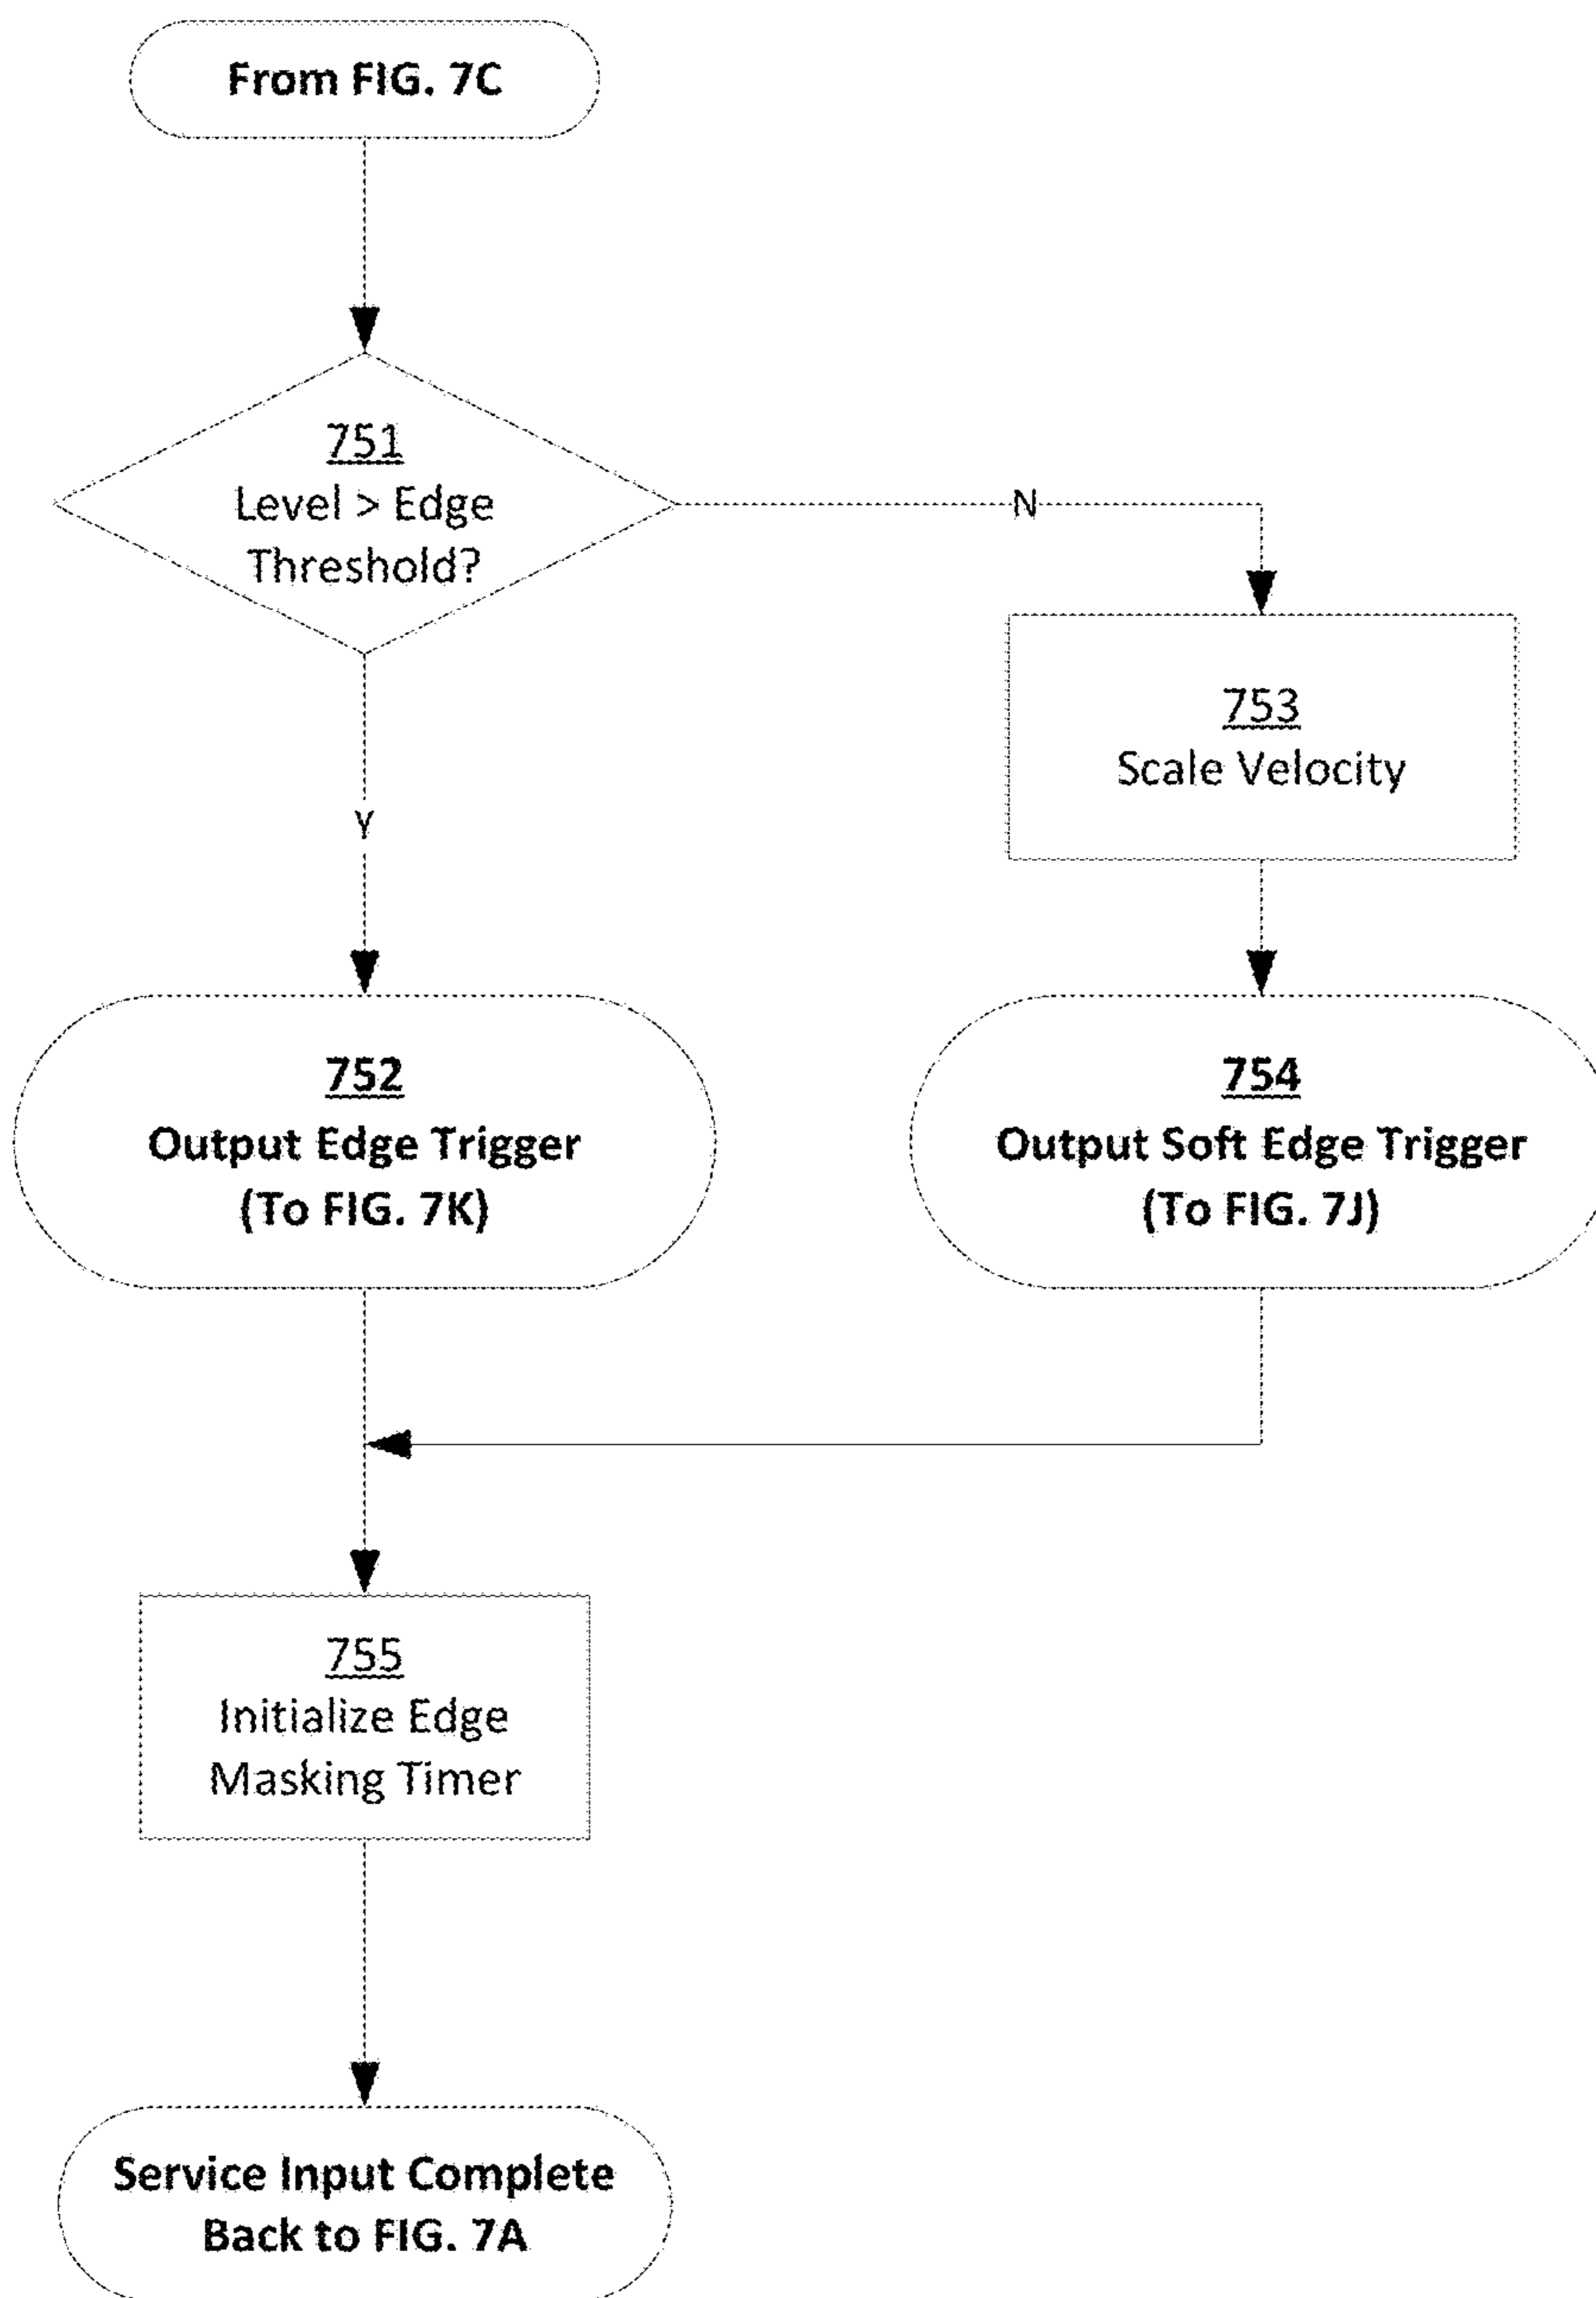 From FIG. 7C
751
Level > Edge
Threshold?
N
753
Scale Velocity
Y
752
Output Edge Trigger
(To FIG. 7K)
754
Output Soft Edge Trigger
(To FIG. 7J)
755
Initialize Edge
Masking Timer
Service Input Complete
Back to FIG. 7A